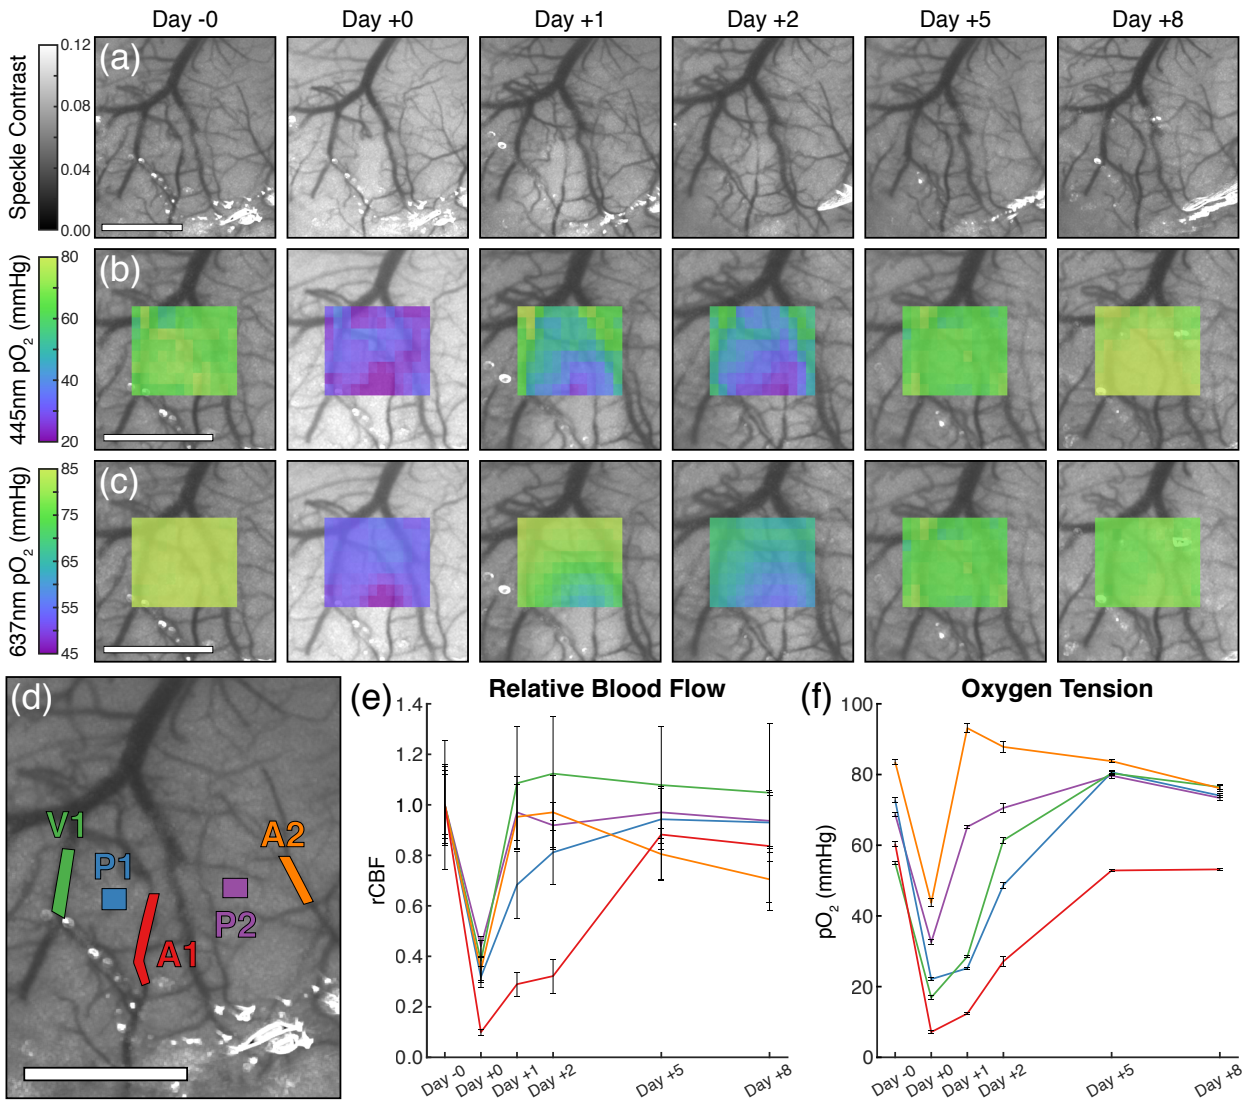 Day -0 Day +0 Day +1 Day +2 Day +5 Day +8
Speckle Contrast
0.12
0.08
0.04
0.00
(a)
445nm pO2 (mmHg)
80
60
40
20
(b)
637nm pO2 (mmHg)
85
75
65
55
45
(c)
(d)
V1
P1
A1
P2
A2
(e)
Relative Blood Flow
rCBF
1.4
1.2
1.0
0.8
0.6
0.4
0.2
0.0
Day -0 Day +0 Day +1 Day +2 Day +5 Day +8
(f)
Oxygen Tension
pO2 (mmHg)
100
80
60
40
20
0
Day -0 Day +0 Day +1 Day +2 Day +5 Day +8